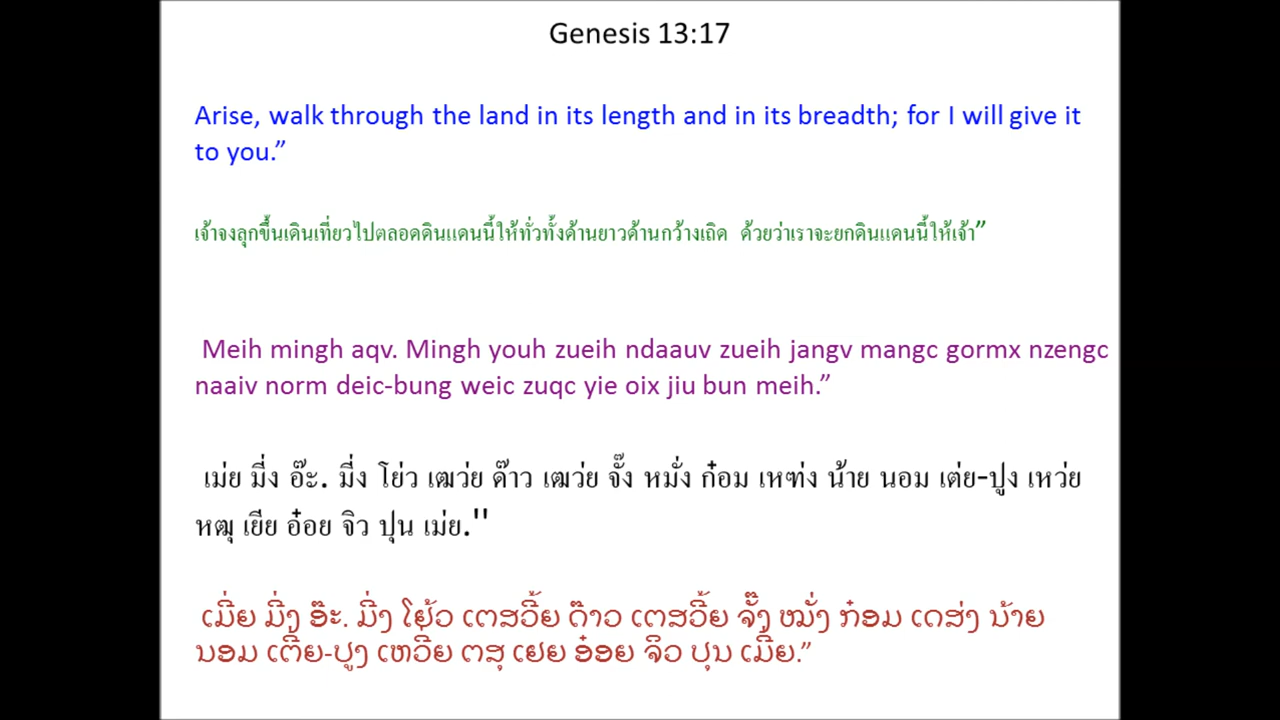 Genesis 13:17
Arise, walk through the land in its length and in its breadth; for I will give it
to you.”
เจ้าจงลุกขึ้นเดินเที่ยวไปตลอดดินแดนนี้ให้ทั่วทั้งด้านยาวด้านกว้างเถิด ด้วยว่าเราจะยกดินแดนนี้ให้เจ้า”
Meih mingh aqv. Mingh youh zueih ndaauv zueih jangv mangc gormx nzengc
naaiv norm deic-bung weic zuqc yie oix jiu bun meih.”
เม่ย มี่ง อ๊ะ. มี่ง โย่ว เฒว่ย ด๊าว เฒว่ย จั๊ง หมั่ง ก๋อม เหฑ่ง น้าย นอม เต่ย-ปูง เหว่ย
หฒุ เยีย อ๋อย จิว ปุน เม่ย."
ເມີ່ຍ ມີ່ງ ອ໊ະ. ມີ່ງ ໂຢ້ວ ເຕສວີ້ຍ ດ໊າວ ເຕສວີ້ຍ ຈັ໊ງ ໝັ່ງ ກ໋ອມ ເດສ່ງ ນ້າຍ
ນອມ ເຕີ່ຍ-ປູງ ເຫວີ່ຍ ຕສຸ ເຢຍ ອ໋ອຍ ຈິວ ປຸນ ເມີ່ຍ.”